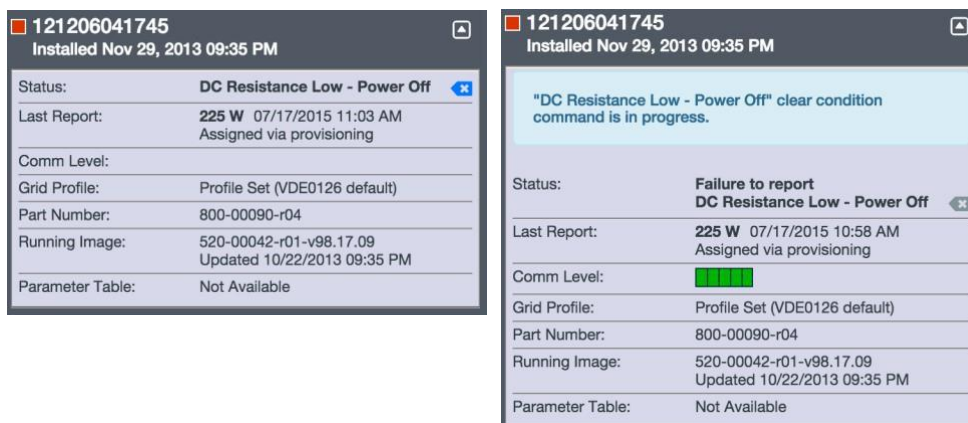 121206041745
Installed Nov 29, 2013 09:35 PM
Status: DC Resistance Low - Power Off
Last Report: 225 W 07/17/2015 11:03 AM
Assigned via provisioning
Comm Level:
Grid Profile: Profile Set (VDE0126 default)
Part Number: 800-00090-r04
Running Image: 520-00042-r01-v98.17.09
Updated 10/22/2013 09:35 PM
Parameter Table: Not Available
121206041745
Installed Nov 29, 2013 09:35 PM
"DC Resistance Low - Power Off" clear condition
command is in progress.
Status: Failure to report
DC Resistance Low - Power Off
Last Report: 225 W 07/17/2015 10:58 AM
Assigned via provisioning
Comm Level:
Grid Profile: Profile Set (VDE0126 default)
Part Number: 800-00090-r04
Running Image: 520-00042-r01-v98.17.09
Updated 10/22/2013 09:35 PM
Parameter Table: Not Available